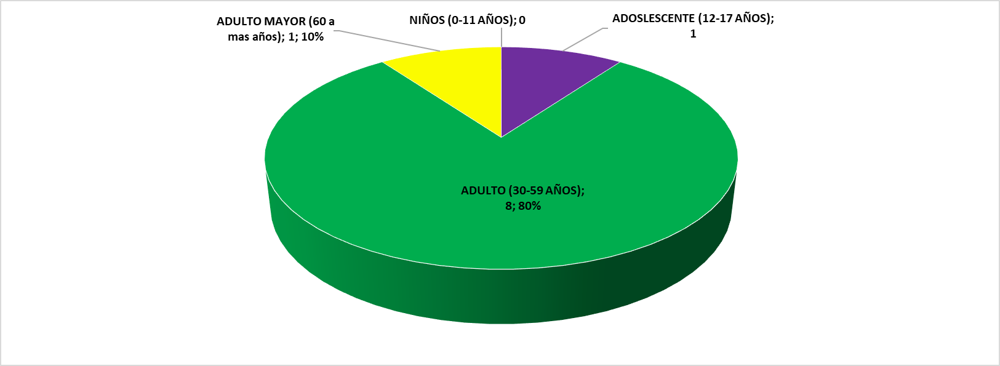 ADULTO MAYOR (60 a
mas años); 1; 10%
NIÑOS (0-11 AÑOS); 0
ADOSLESCENTE (12-17 AÑOS);
1
ADULTO (30-59 AÑOS);
8; 80%